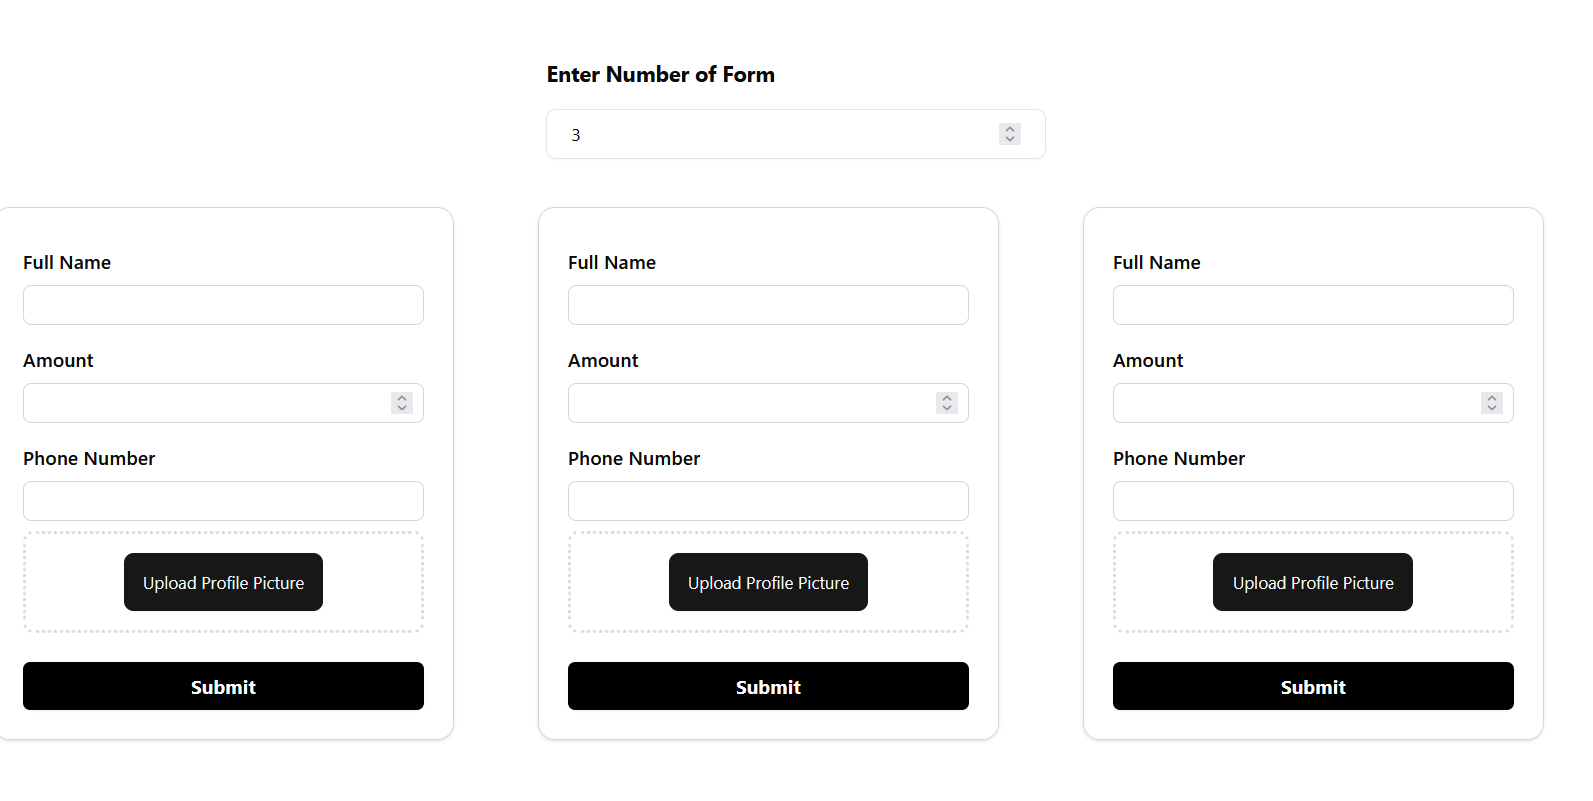 Enter Number of Form
3
Full Name
Amount
Phone Number
Upload Profile Picture
Submit
Full Name
Amount
Phone Number
Upload Profile Picture
Submit
Full Name
Amount
Phone Number
Upload Profile Picture
Submit